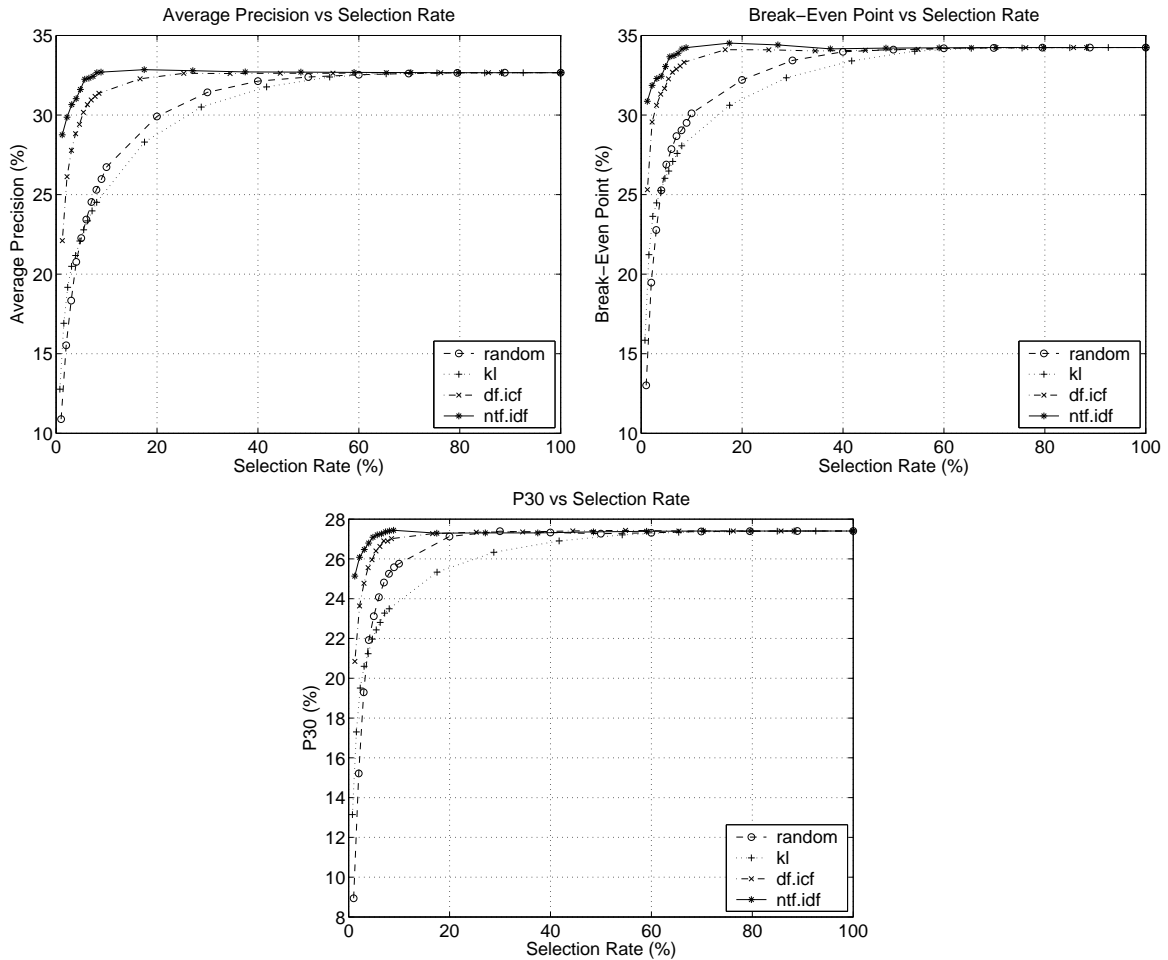 Average Precision vs Selection Rate
35
30
25
20
15
10
0 20 40 60 80 100
Average Precision (%)
Selection Rate (%)
random
kl
df.icf
ntf.idf
Break−Even Point vs Selection Rate
35
30
25
20
15
10
0 20 40 60 80 100
Break−Even Point (%)
Selection Rate (%)
random
kl
df.icf
ntf.idf
P30 vs Selection Rate
28
26
24
22
20
18
16
14
12
10
8
0 20 40 60 80 100
P30 (%)
Selection Rate (%)
random
kl
df.icf
ntf.idf